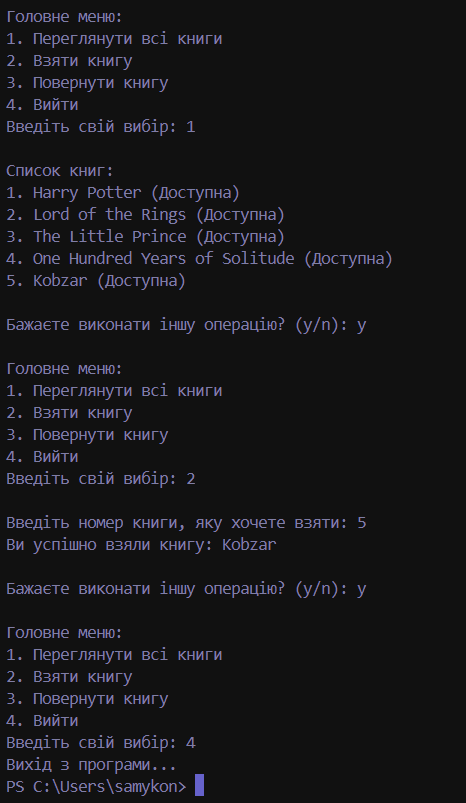 Головне меню:
1. Переглянути всі книги
2. Взяти книгу
3. Повернути книгу
4. Вийти
Введіть свій вибір: 1
Список книг:
1. Harry Potter (Доступна)
2. Lord of the Rings (Доступна)
3. The Little Prince (Доступна)
4. One Hundred Years of Solitude (Доступна)
5. Kobzar (Доступна)
Бажаєте виконати іншу операцію? (y/n): y
Головне меню:
1. Переглянути всі книги
2. Взяти книгу
3. Повернути книгу
4. Вийти
Введіть свій вибір: 2
Введіть номер книги, яку хочете взяти: 5
Ви успішно взяли книгу: Kobzar
Бажаєте виконати іншу операцію? (y/n): y
Головне меню:
1. Переглянути всі книги
2. Взяти книгу
3. Повернути книгу
4. Вийти
Введіть свій вибір: 4
Вихід з програми...
PS C:\Users\samykon>